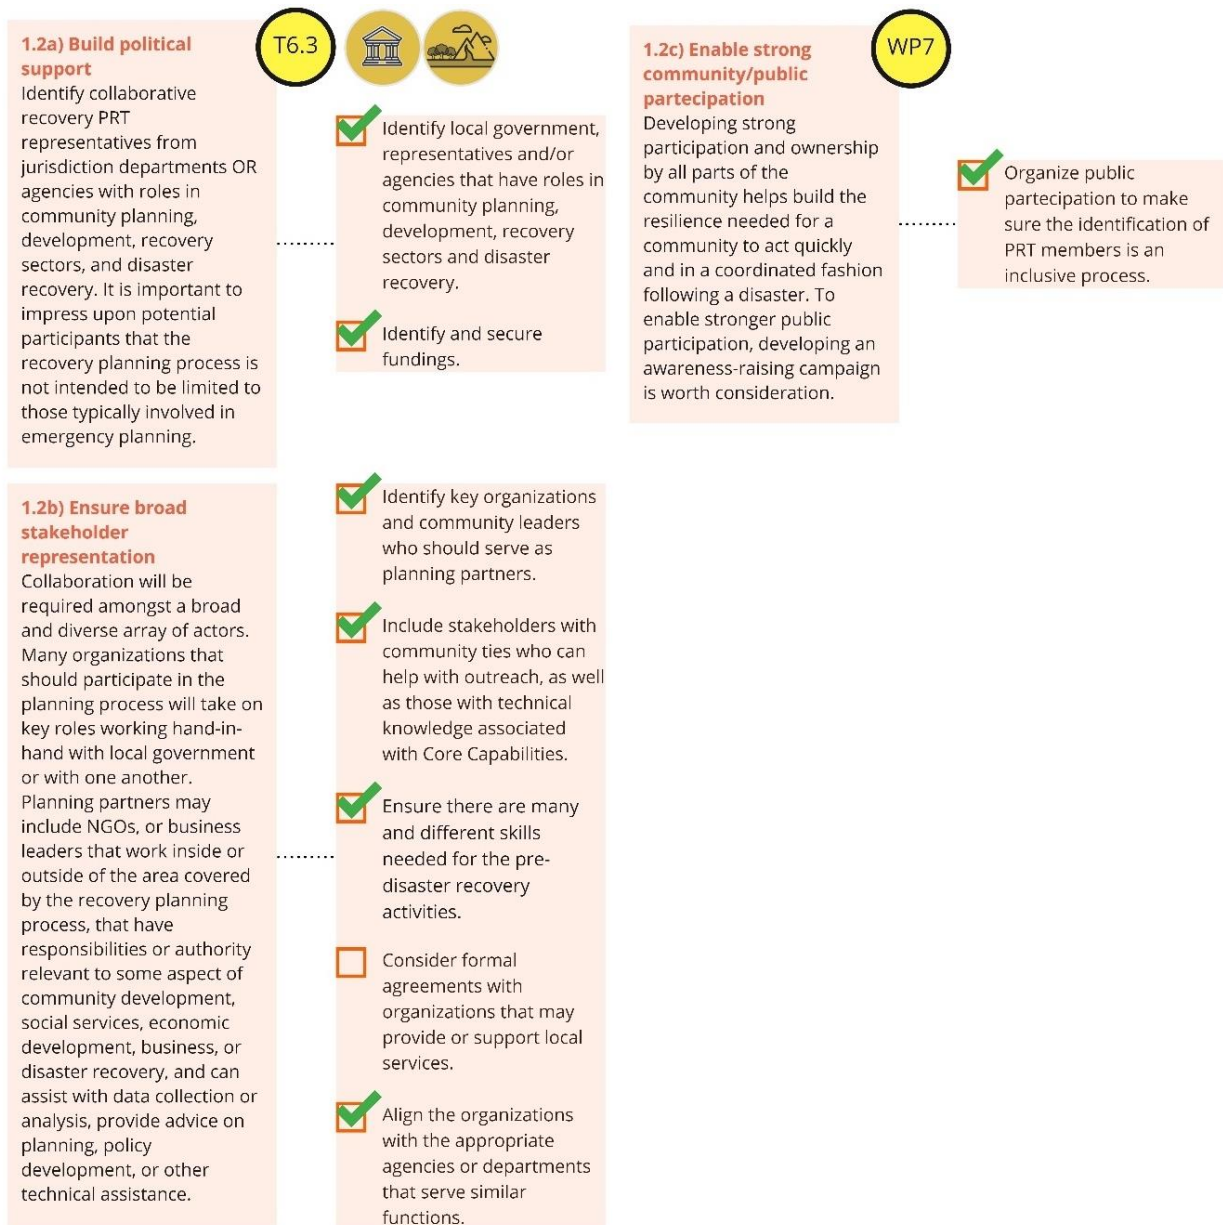 1.2a) Build political
support
T6.3
Identify collaborative
recovery PRT
representatives from
jurisdiction departments OR
agencies with roles in
community planning,
development, recovery
sectors, and disaster
recovery. It is important to
impress upon potential
participants that the
recovery planning process is
not intended to be limited to
those typically involved in
emergency planning.
Identify local government,
representatives and/or
agencies that have roles in
community planning,
development, recovery
sectors and disaster
recovery.
Identify and secure
fundings.
1.2c) Enable strong
community/public
partecipation
WP7
Developing strong
participation and ownership
by all parts of the
community helps build the
resilience needed for a
community to act quickly
and in a coordinated fashion
following a disaster. To
enable stronger public
participation, developing an
awareness-raising campaign
is worth consideration.
Organize public
partecipation to make
sure the identification of
PRT members is an
inclusive process.
1.2b) Ensure broad
stakeholder
representation
Collaboration will be
required amongst a broad
and diverse array of actors.
Many organizations that
should participate in the
planning process will take on
key roles working hand-in-
hand with local government
or with one another.
Planning partners may
include NGOs, or business
leaders that work inside or
outside of the area covered
by the recovery planning
process, that have
responsibilities or authority
relevant to some aspect of
community development,
social services, economic
development, business, or
disaster recovery, and can
assist with data collection or
analysis, provide advice on
planning, policy
development, or other
technical assistance.
Identify key organizations
and community leaders
who should serve as
planning partners.
Include stakeholders with
community ties who can
help with outreach, as well
as those with technical
knowledge associated
with Core Capabilities.
Ensure there are many
and different skills
needed for the pre-
disaster recovery
activities.
Consider formal
agreements with
organizations that may
provide or support local
services.
Align the organizations
with the appropriate
agencies or departments
that serve similar
functions.